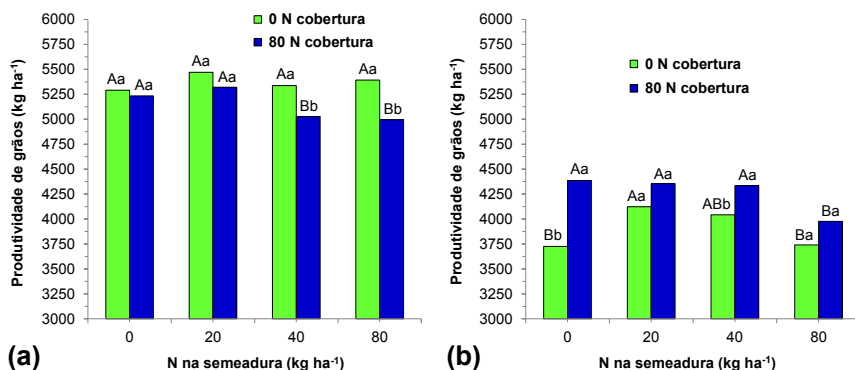 6000
5750
5500
5250
5000
4750
4500
4250
4000
3750
3500
3250
3000
Produtividade de grãos (kg ha⁻¹)
0 N cobertura
80 N cobertura
Aa Aa Aa Aa Aa Bb Aa Bb
0 20 40 80
N na semeadura (kg ha⁻¹)
(a)
6000
5750
5500
5250
5000
4750
4500
4250
4000
3750
3500
3250
3000
Produtividade de grãos (kg ha⁻¹)
0 N cobertura
80 N cobertura
Bb Aa Aa Aa ABb Aa Ba Ba
0 20 40 80
N na semeadura (kg ha⁻¹)
(b)